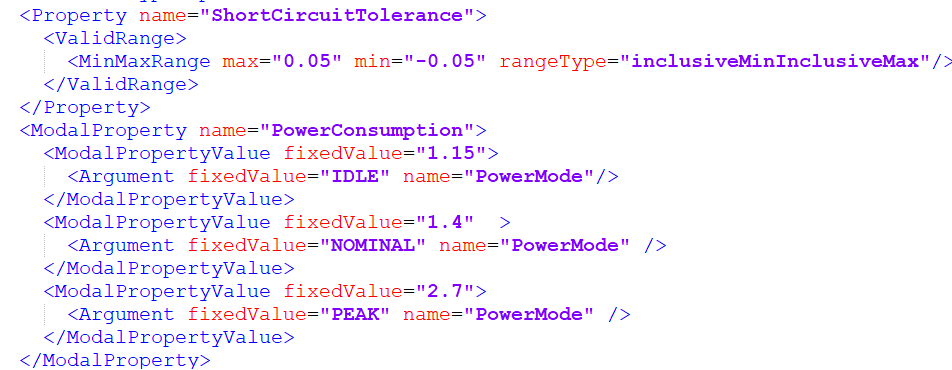 <Property name="ShortCircuitTolerance">
<ValidRange>
<MinMaxRange max="0.05" min="-0.05" rangeType="inclusiveMinInclusiveMax"/>
</ValidRange>
</Property>
<ModalProperty name="PowerConsumption">
<ModalPropertyValue fixedValue="1.15">
<Argument fixedValue="IDLE" name="PowerMode"/>
</ModalPropertyValue>
<ModalPropertyValue fixedValue="1.4"  >
<Argument fixedValue="NOMINAL" name="PowerMode" />
</ModalPropertyValue>
<ModalPropertyValue fixedValue="2.7">
<Argument fixedValue="PEAK" name="PowerMode" />
</ModalPropertyValue>
</ModalProperty>